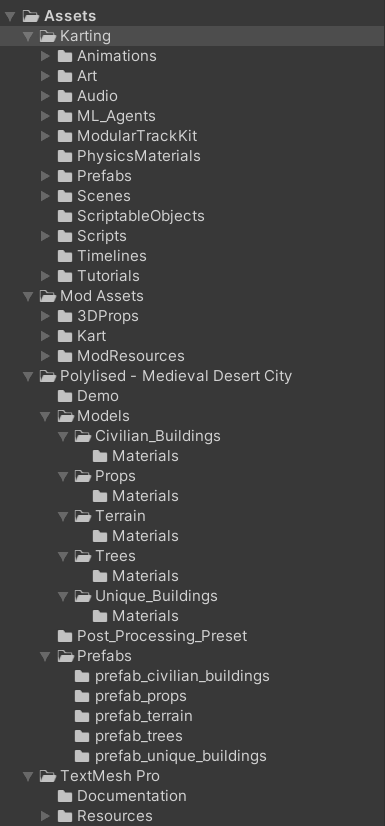 Assets
Karting
Animations
Art
Audio
ML_Agents
ModularTrackKit
PhysicsMaterials
Prefabs
Scenes
ScriptableObjects
Scripts
Timelines
Tutorials
Mod Assets
3DProps
Kart
ModResources
Polylised - Medieval Desert City
Demo
Models
Civilian_Buildings
Materials
Props
Materials
Terrain
Materials
Trees
Materials
Unique_Buildings
Materials
Post_Processing_Preset
Prefabs
prefab_civilian_buildings
prefab_props
prefab_terrain
prefab_trees
prefab_unique_buildings
TextMesh Pro
Documentation
Resources